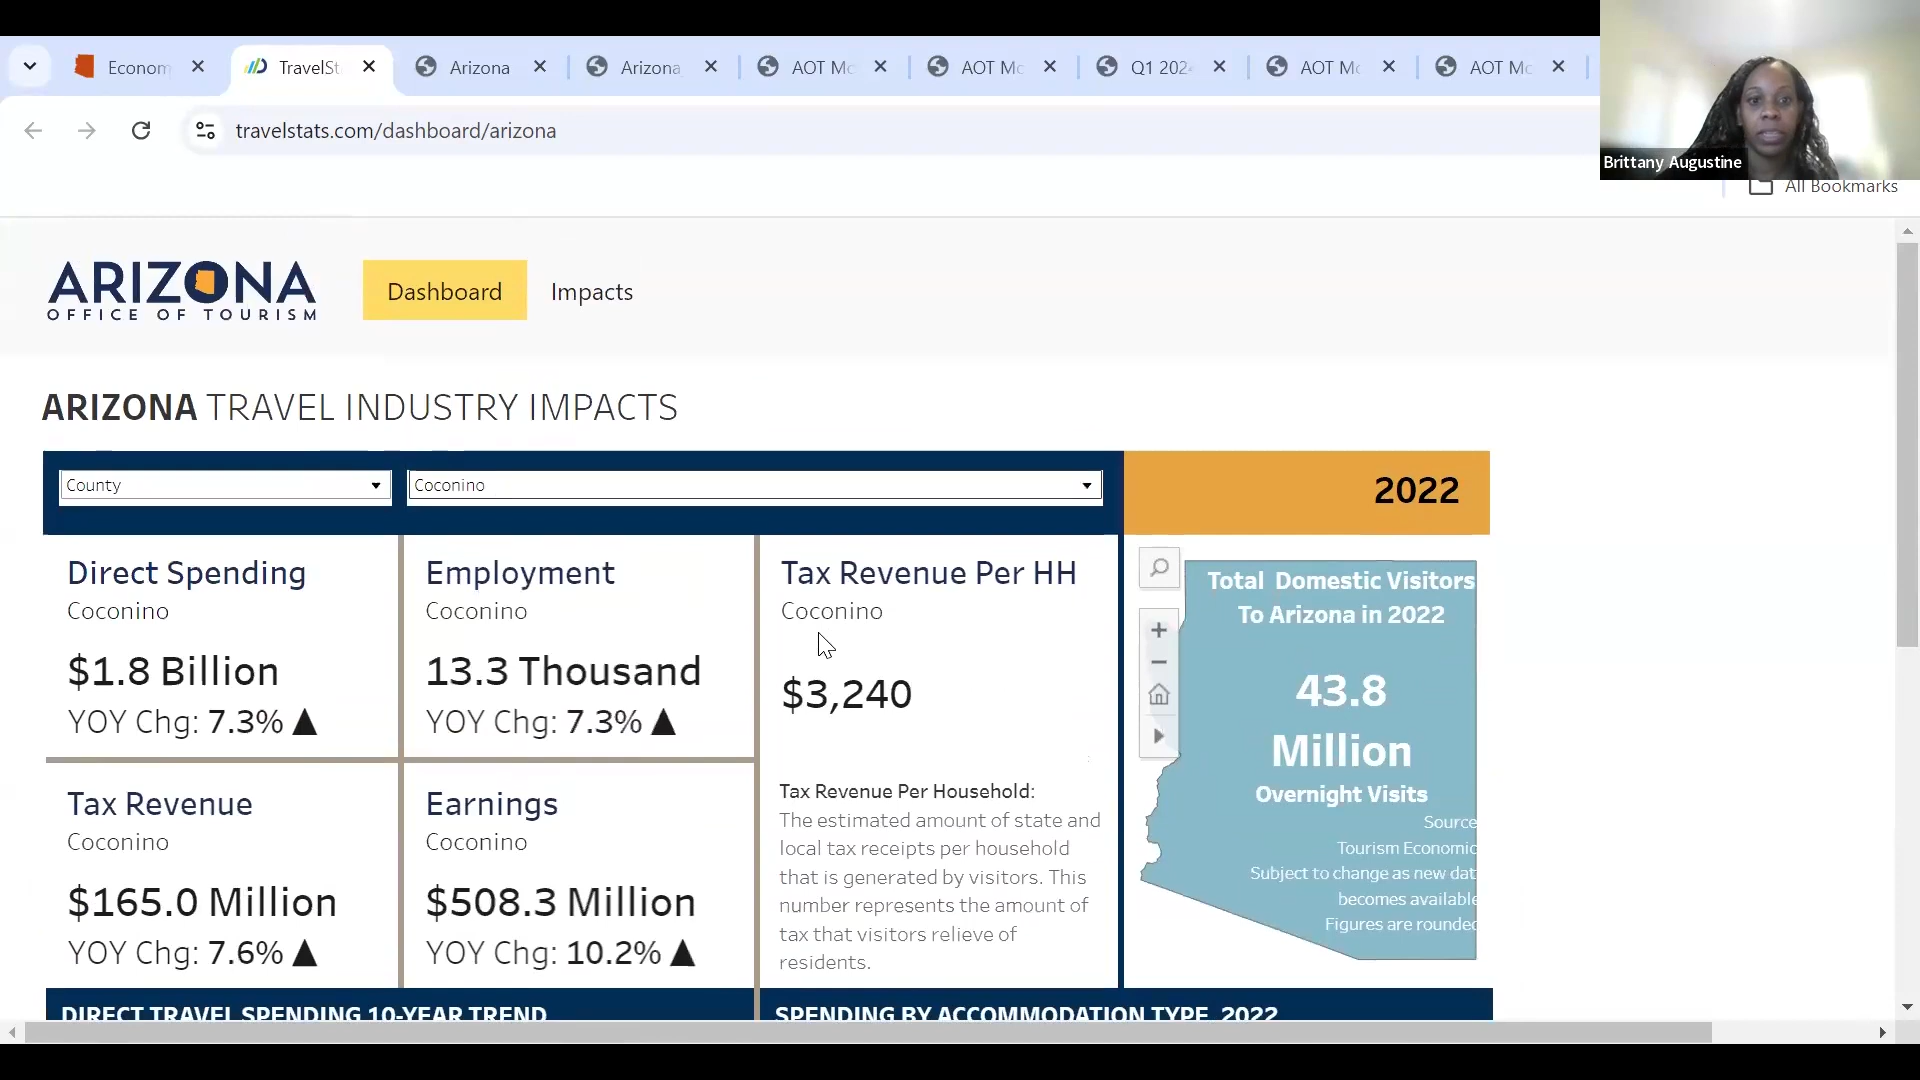 Econom
TravelSt
Arizona
Arizona
AOT Mo
AOT Mo
Q1 202
AOT Mo
AOT Mo
travelstats.com/dashboard/arizona
Brittany Augustine
All Bookmarks
ARIZONA
OFFICE OF TOURISM
Dashboard
Impacts
ARIZONA TRAVEL INDUSTRY IMPACTS
County
Coconino
2022
Direct Spending
Coconino
$1.8 Billion
YOY Chg: 7.3% ▲
Employment
Coconino
13.3 Thousand
YOY Chg: 7.3% ▲
Tax Revenue Per HH
Coconino
$3,240
Tax Revenue Per Household:
The estimated amount of state and
local tax receipts per household
that is generated by visitors. This
number represents the amount of
tax that visitors relieve of
residents.
Total Domestic Visitors
To Arizona in 2022
43.8
Million
Overnight Visits
Source
Tourism Economic
Subject to change as new dat
becomes available
Figures are rounded
Tax Revenue
Coconino
$165.0 Million
YOY Chg: 7.6% ▲
Earnings
Coconino
$508.3 Million
YOY Chg: 10.2% ▲
DIRECT TRAVEL SPENDING 10-YEAR TREND
SPENDING BY ACCOMMODATION TYPE, 2022